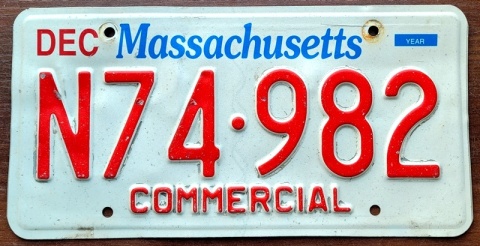 DEC Massachusetts YEAR
N74·982
COMMERCIAL